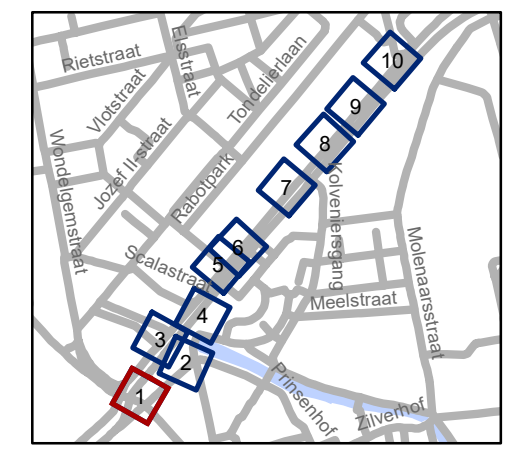 10
Rietstraat
Elsstraat
Tondelierlaan
Vlotstraat
9
Jozef II-straat
8
Wondelgemstraat
Rabotpark
7
Kolveniersgang
6
5
Scalastraat
Molenaarsstraat
Meelstraat
4
3
2
1
Prinsenhof
Zilverhof